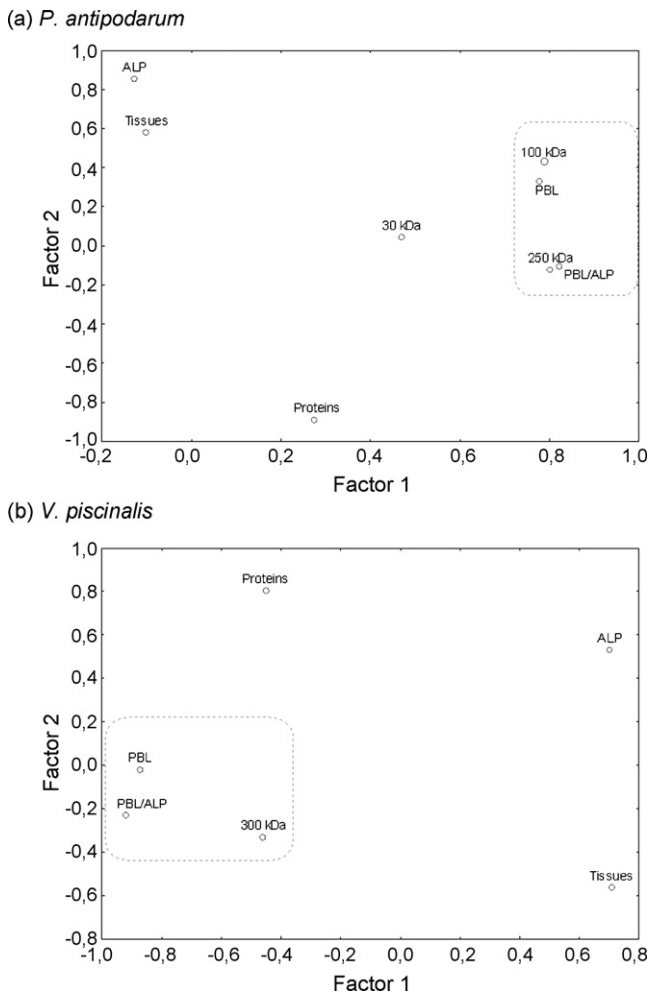 (a) P. antipodarum
1,0
0,8
0,6
0,4
0,2
0,0
-0,2
-0,4
-0,6
-0,8
-1,0
Factor 2
ALP
Tissues
100 kDa
PBL
30 kDa
250 kDa
PBL/ALP
Proteins
-0,2 0,0 0,2 0,4 0,6 0,8 1,0
Factor 1
(b) V. piscinalis
1,0
0,8
0,6
0,4
0,2
0,0
-0,2
-0,4
-0,6
-0,8
Factor 2
Proteins
ALP
PBL
PBL/ALP
300 kDa
Tissues
-1,0 -0,8 -0,6 -0,4 -0,2 0,0 0,2 0,4 0,6 0,8
Factor 1